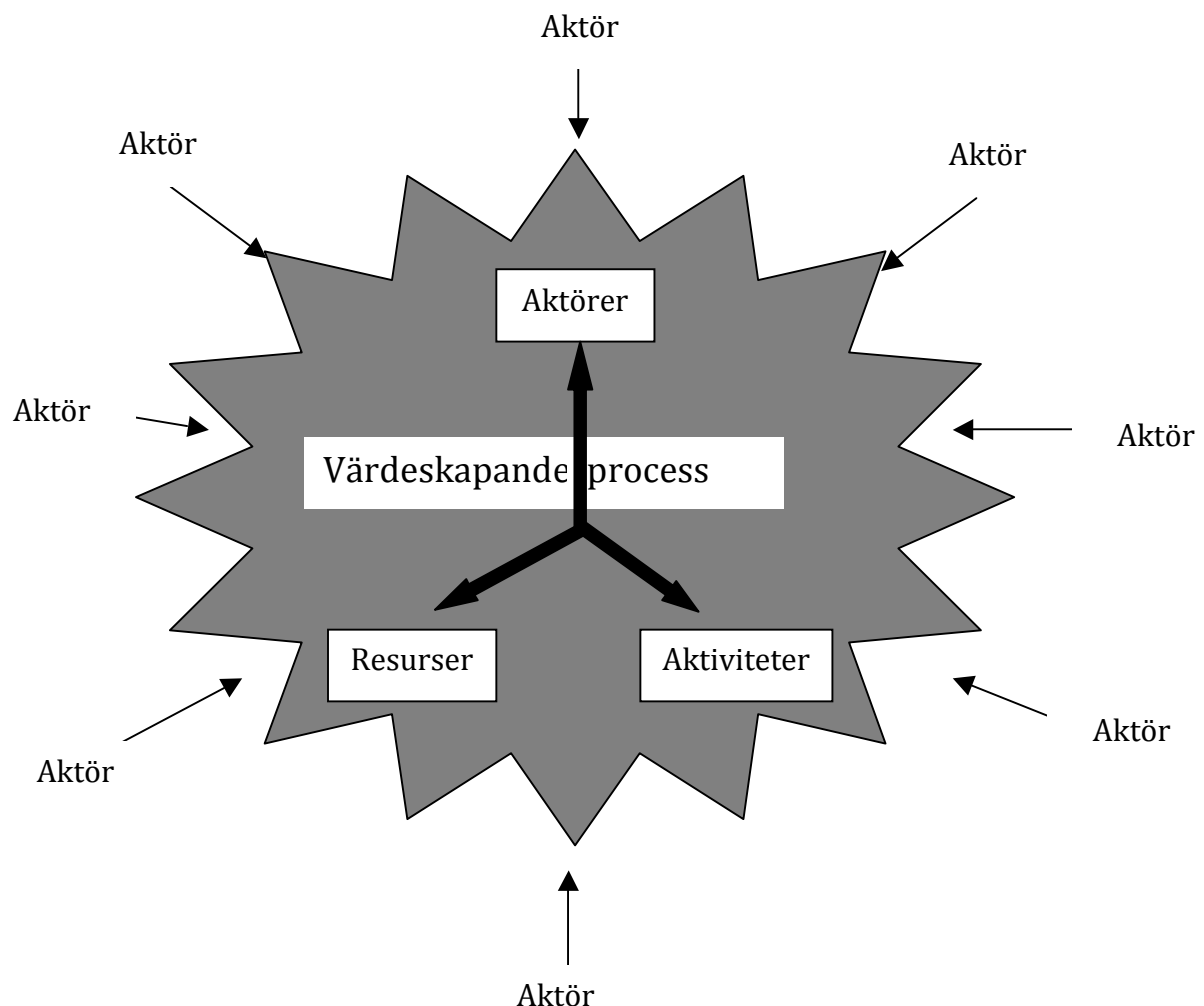 Aktör
Aktör
Aktör
Aktörer
Aktör
Aktör
Värdeskapande process
Resurser
Aktiviteter
Aktör
Aktör
Aktör